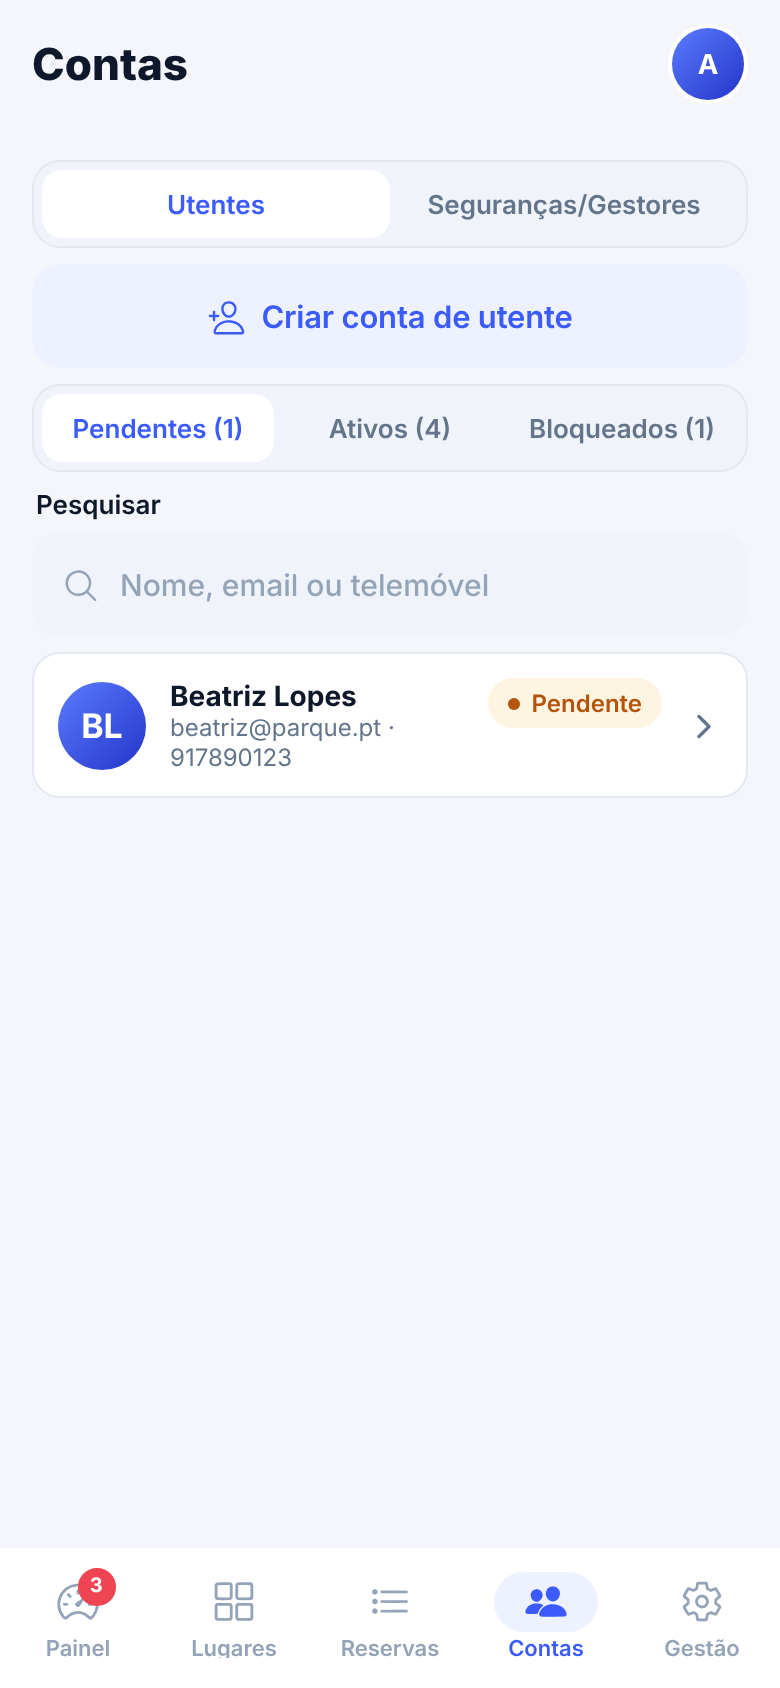 Contas
A
Utentes
Seguranças/Gestores
Criar conta de utente
Pendentes (1)
Ativos (4)
Bloqueados (1)
Pesquisar
Nome, email ou telemóvel
BL
Beatriz Lopes
beatriz@parque.pt ·
917890123
Pendente
3
Painel
Lugares
Reservas
Contas
Gestão